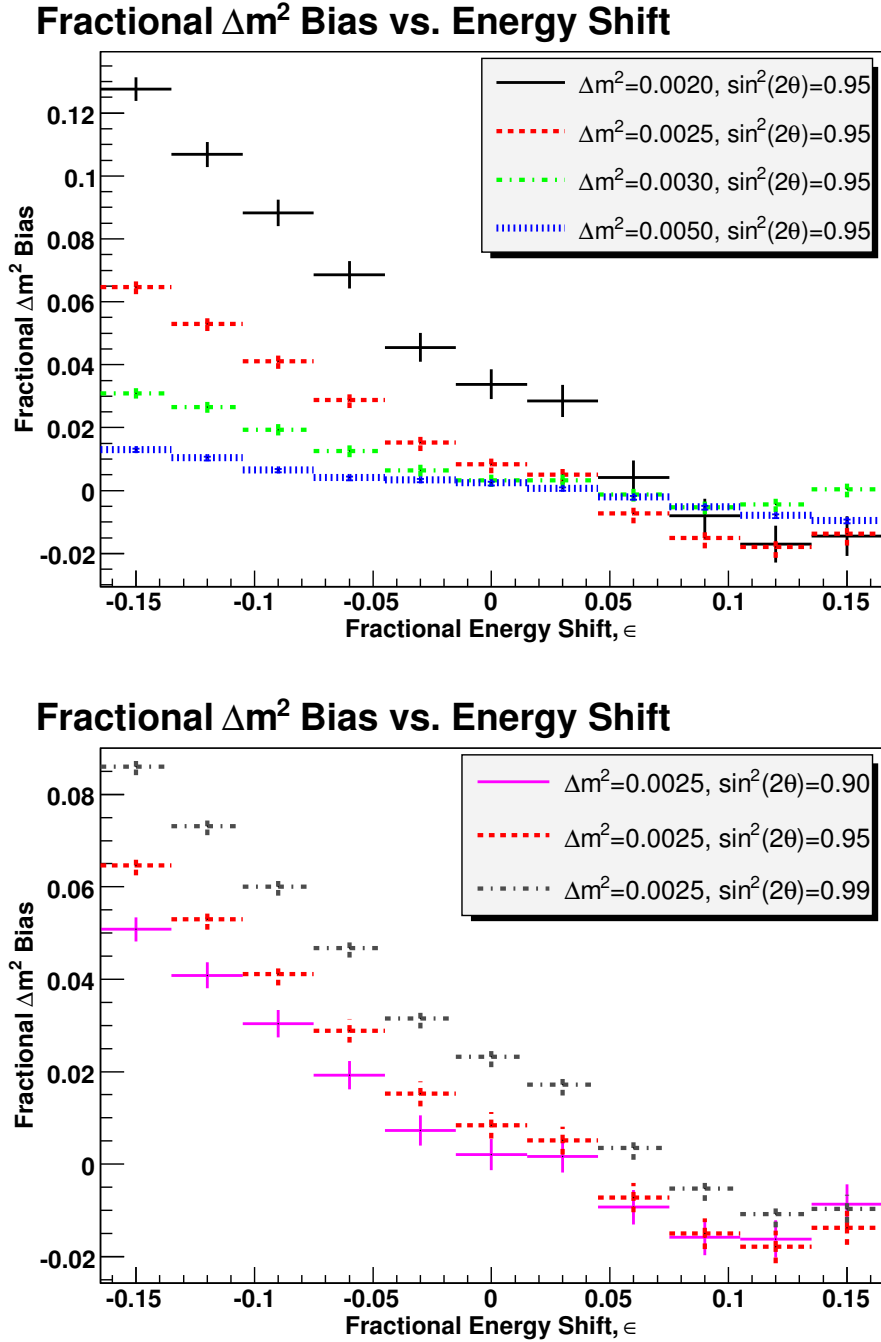 Fractional Δm² Bias vs. Energy Shift
Δm²=0.0020, sin²(2θ)=0.95
Δm²=0.0025, sin²(2θ)=0.95
Δm²=0.0030, sin²(2θ)=0.95
Δm²=0.0050, sin²(2θ)=0.95
Fractional Δm² Bias
0.12
0.1
0.08
0.06
0.04
0.02
0
-0.02
-0.15 -0.1 -0.05 0 0.05 0.1 0.15
Fractional Energy Shift, ∈
Fractional Δm² Bias vs. Energy Shift
Δm²=0.0025, sin²(2θ)=0.90
Δm²=0.0025, sin²(2θ)=0.95
Δm²=0.0025, sin²(2θ)=0.99
Fractional Δm² Bias
0.08
0.06
0.04
0.02
0
-0.02
-0.15 -0.1 -0.05 0 0.05 0.1 0.15
Fractional Energy Shift, ∈